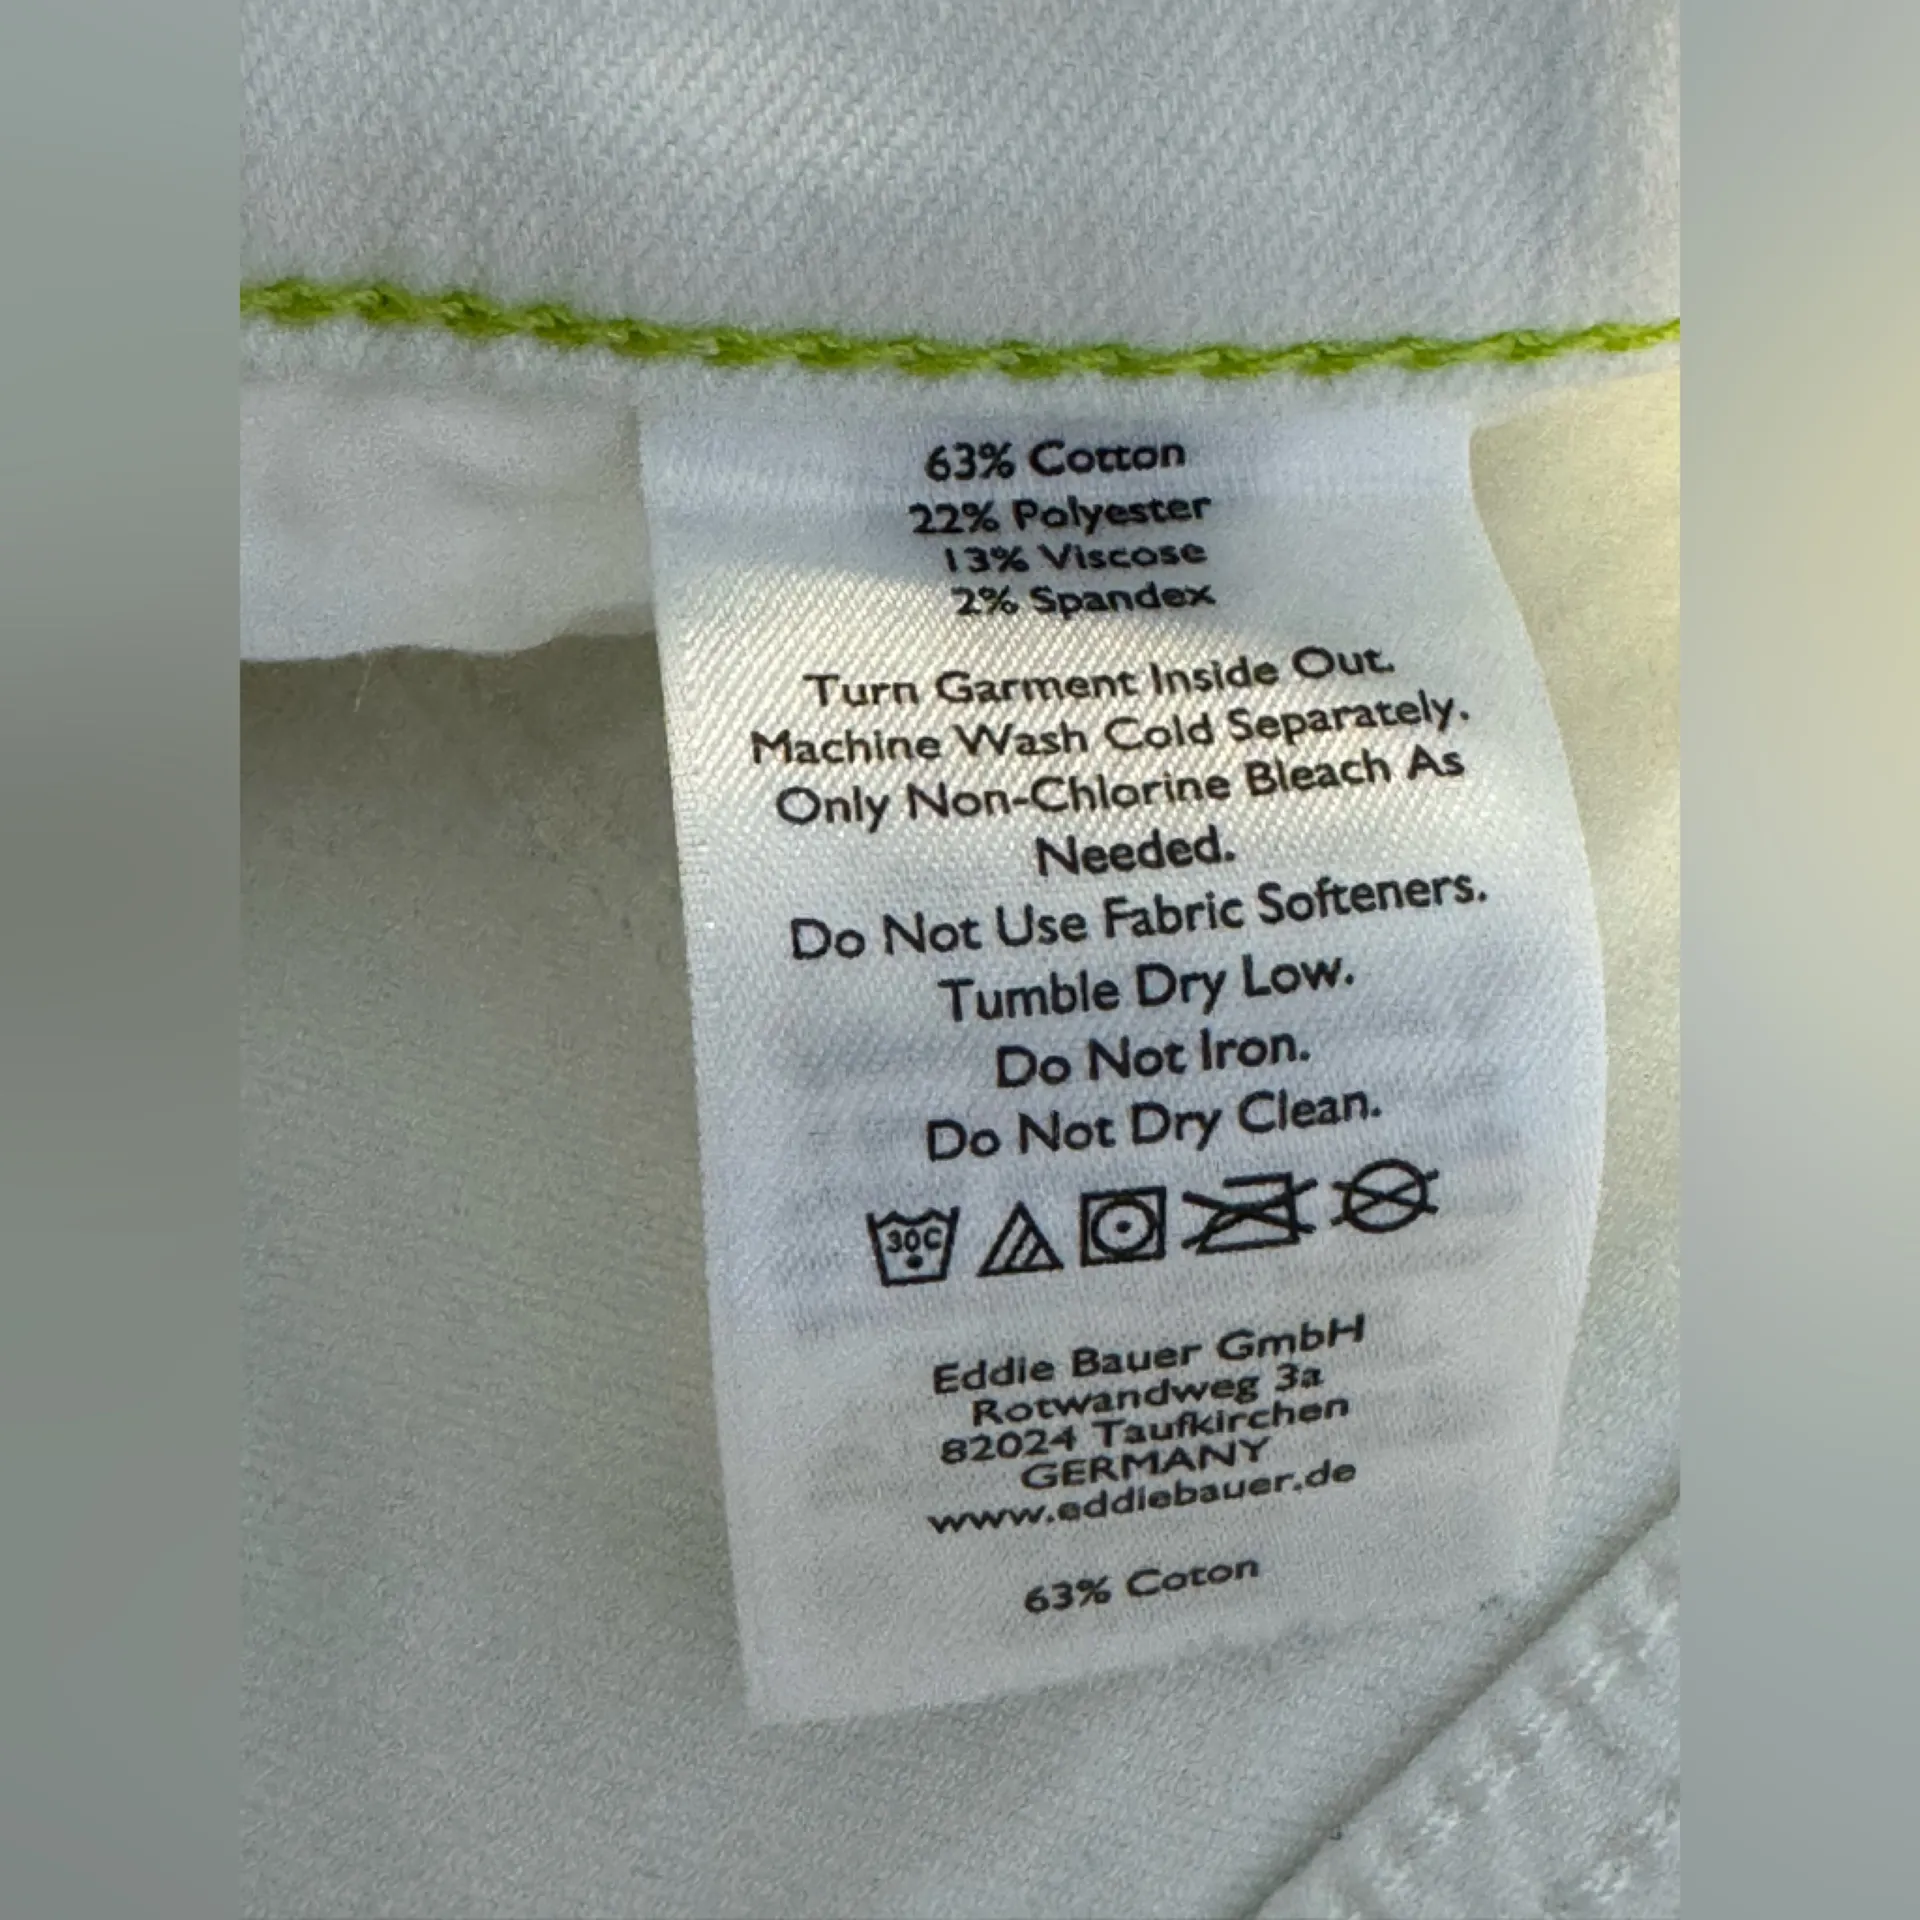 63% Cotton
22% Polyester
13% Viscose
2% Spandex
Turn Garment Inside Out.
Machine Wash Cold Separately.
Only Non-Chlorine Bleach As
Needed.
Do Not Use Fabric Softeners.
Tumble Dry Low.
Do Not Iron.
Do Not Dry Clean.
30C
Eddie Bauer GmbH
Rotwandweg 3a
82024 Taufkirchen
GERMANY
www.eddiebauer.de
63% Coton